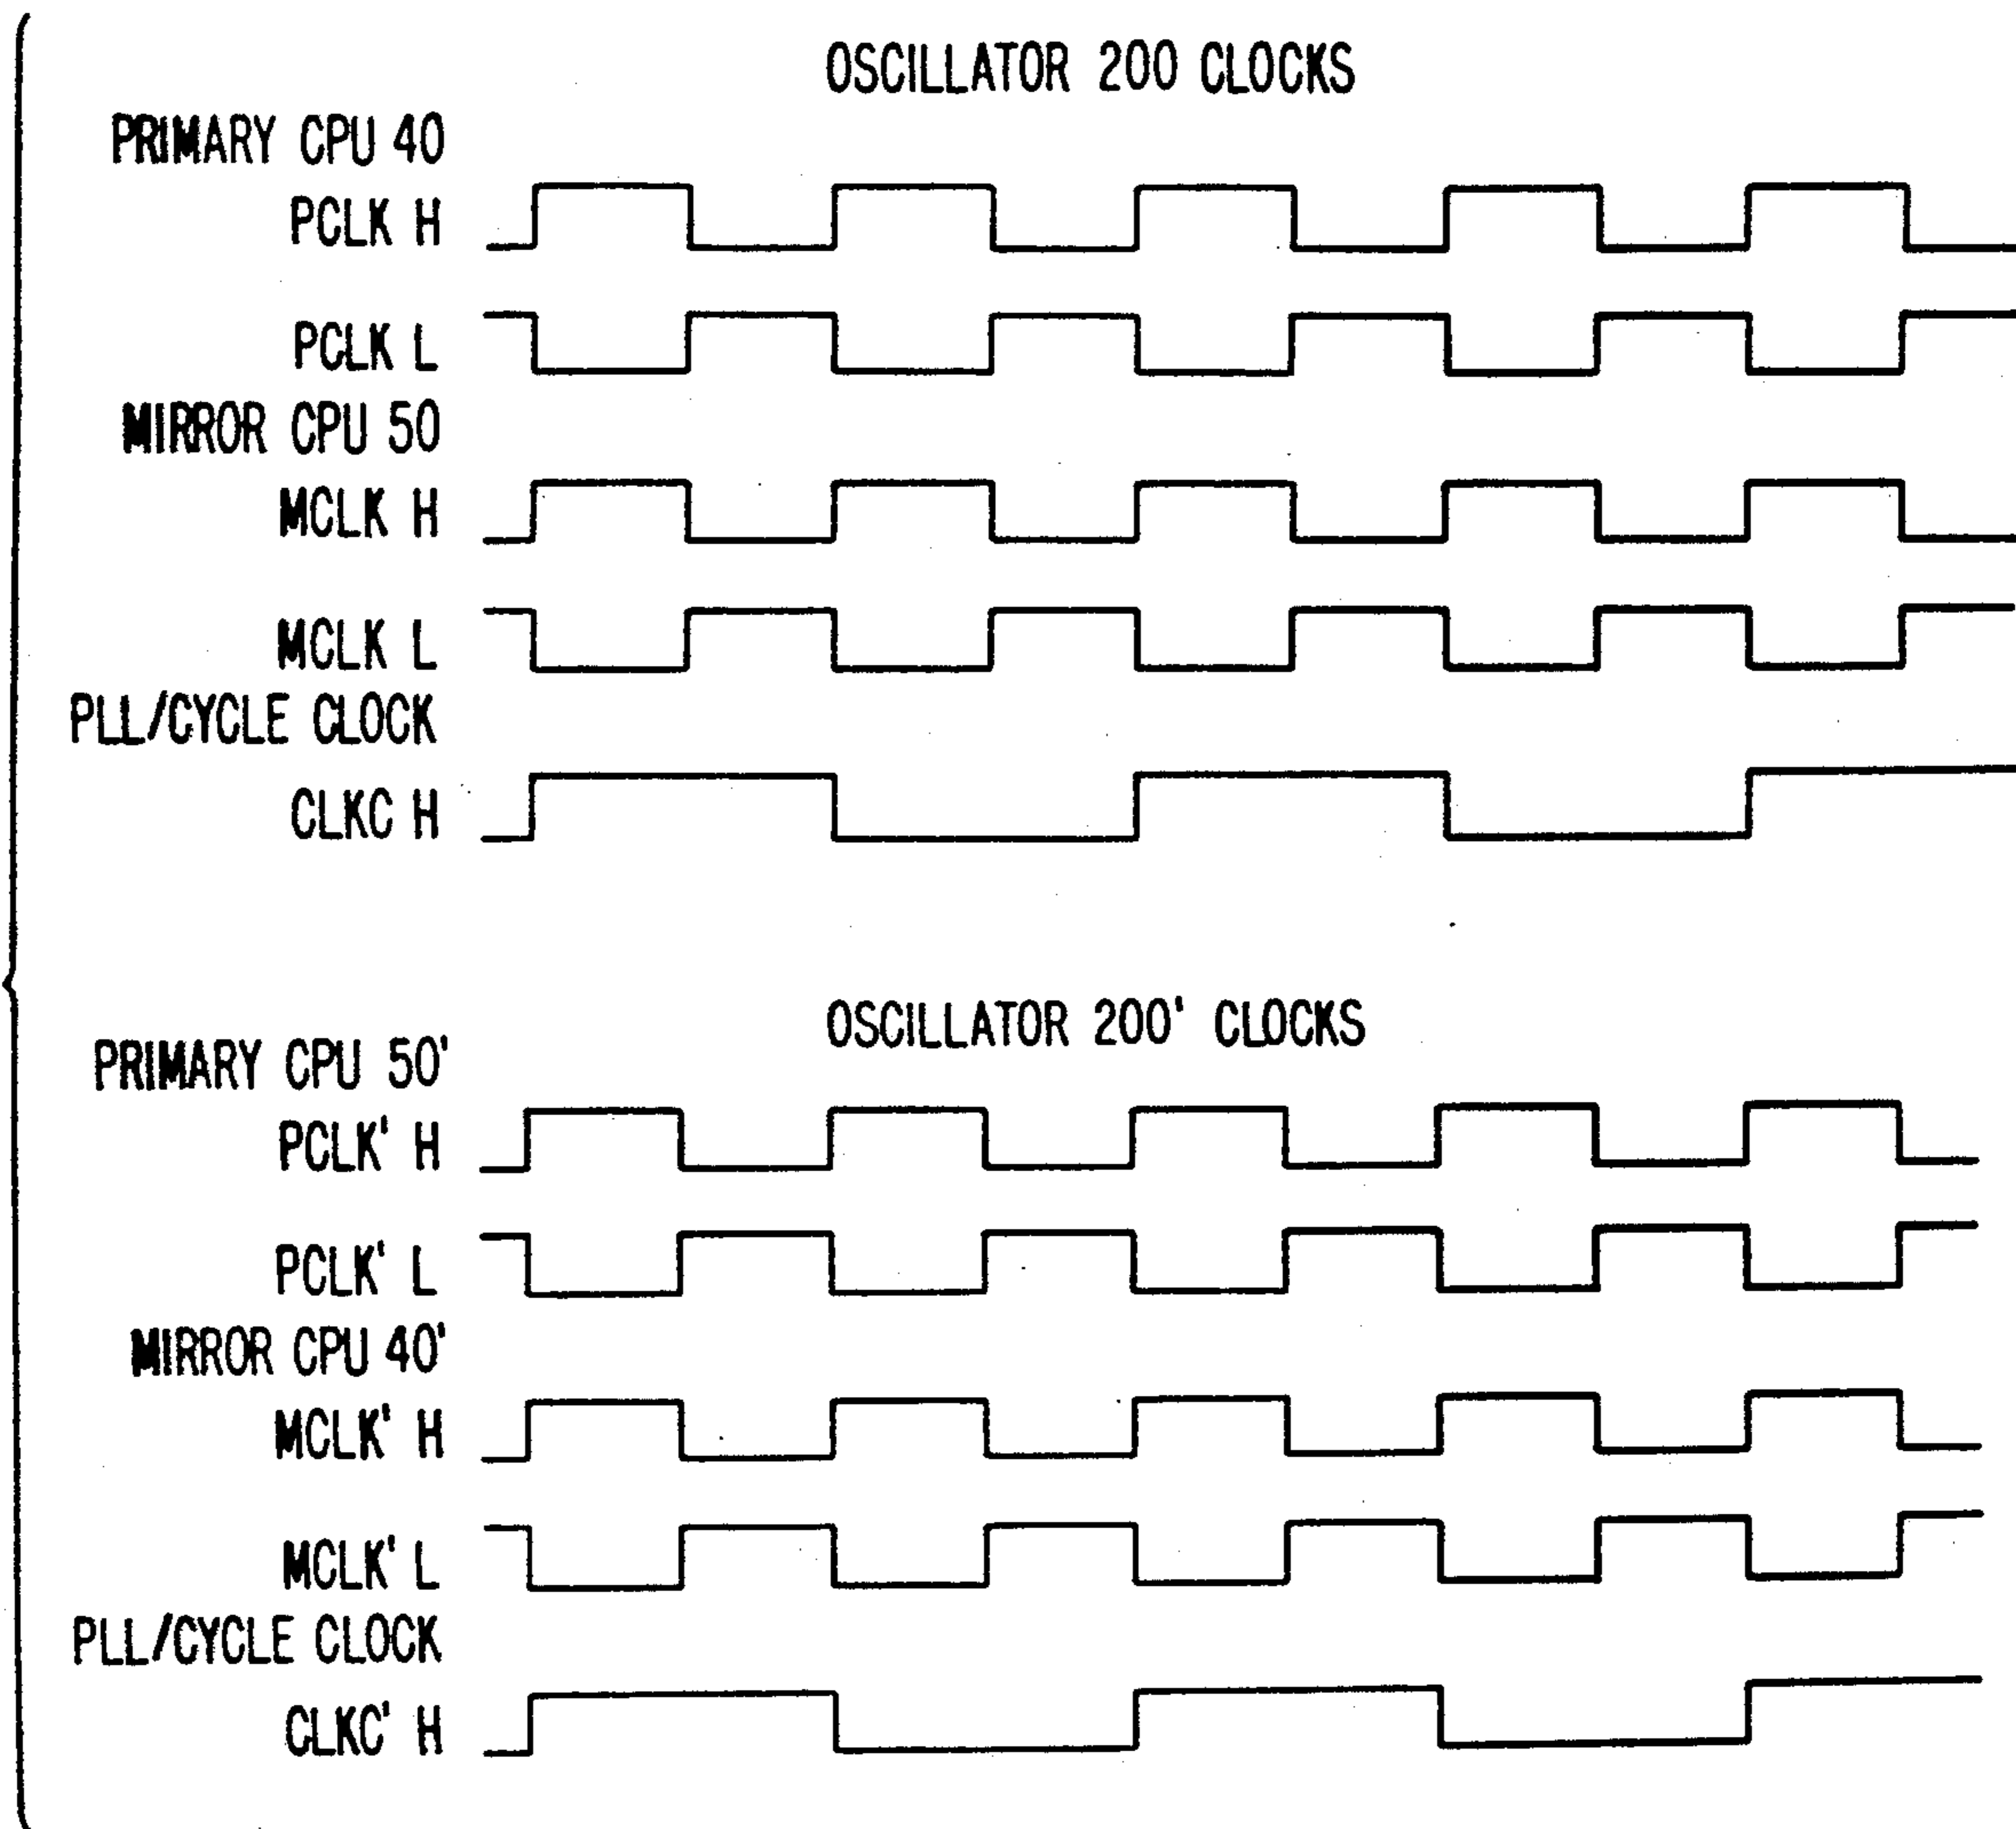 OSCILLATOR 200 CLOCKS
PRIMARY CPU 40
PCLK H
PCLK L
MIRROR CPU 50
MCLK H
MCLK L
PLL/CYCLE CLOCK
CLKC H
OSCILLATOR 200' CLOCKS
PRIMARY CPU 50'
PCLK' H
PCLK' L
MIRROR CPU 40'
MCLK' H
MCLK' L
PLL/CYCLE CLOCK
CLKC' H